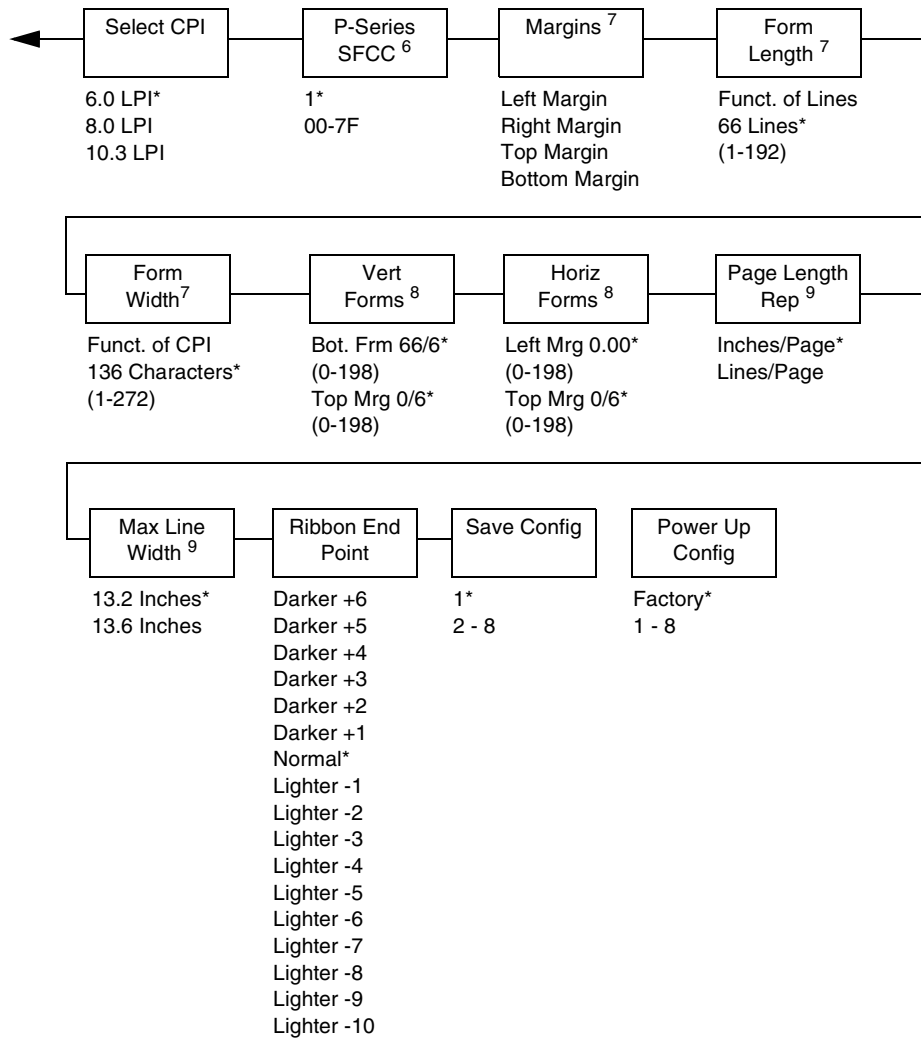 Select CPI
6.0 LPI*
8.0 LPI
10.3 LPI
P-Series
SFCC 6
1*
00-7F
Margins 7
Left Margin
Right Margin
Top Margin
Bottom Margin
Form
Length 7
Funct. of Lines
66 Lines*
(1-192)
Form
Width7
Funct. of CPI
136 Characters*
(1-272)
Vert
Forms 8
Bot. Frm 66/6*
(0-198)
Top Mrg 0/6*
(0-198)
Horiz
Forms 8
Left Mrg 0.00*
(0-198)
Top Mrg 0/6*
(0-198)
Page Length
Rep 9
Inches/Page*
Lines/Page
Max Line
Width 9
13.2 Inches*
13.6 Inches
Ribbon End
Point
Darker +6
Darker +5
Darker +4
Darker +3
Darker +2
Darker +1
Normal*
Lighter -1
Lighter -2
Lighter -3
Lighter -4
Lighter -5
Lighter -6
Lighter -7
Lighter -8
Lighter -9
Lighter -10
Save Config
1*
2 - 8
Power Up
Config
Factory*
1 - 8